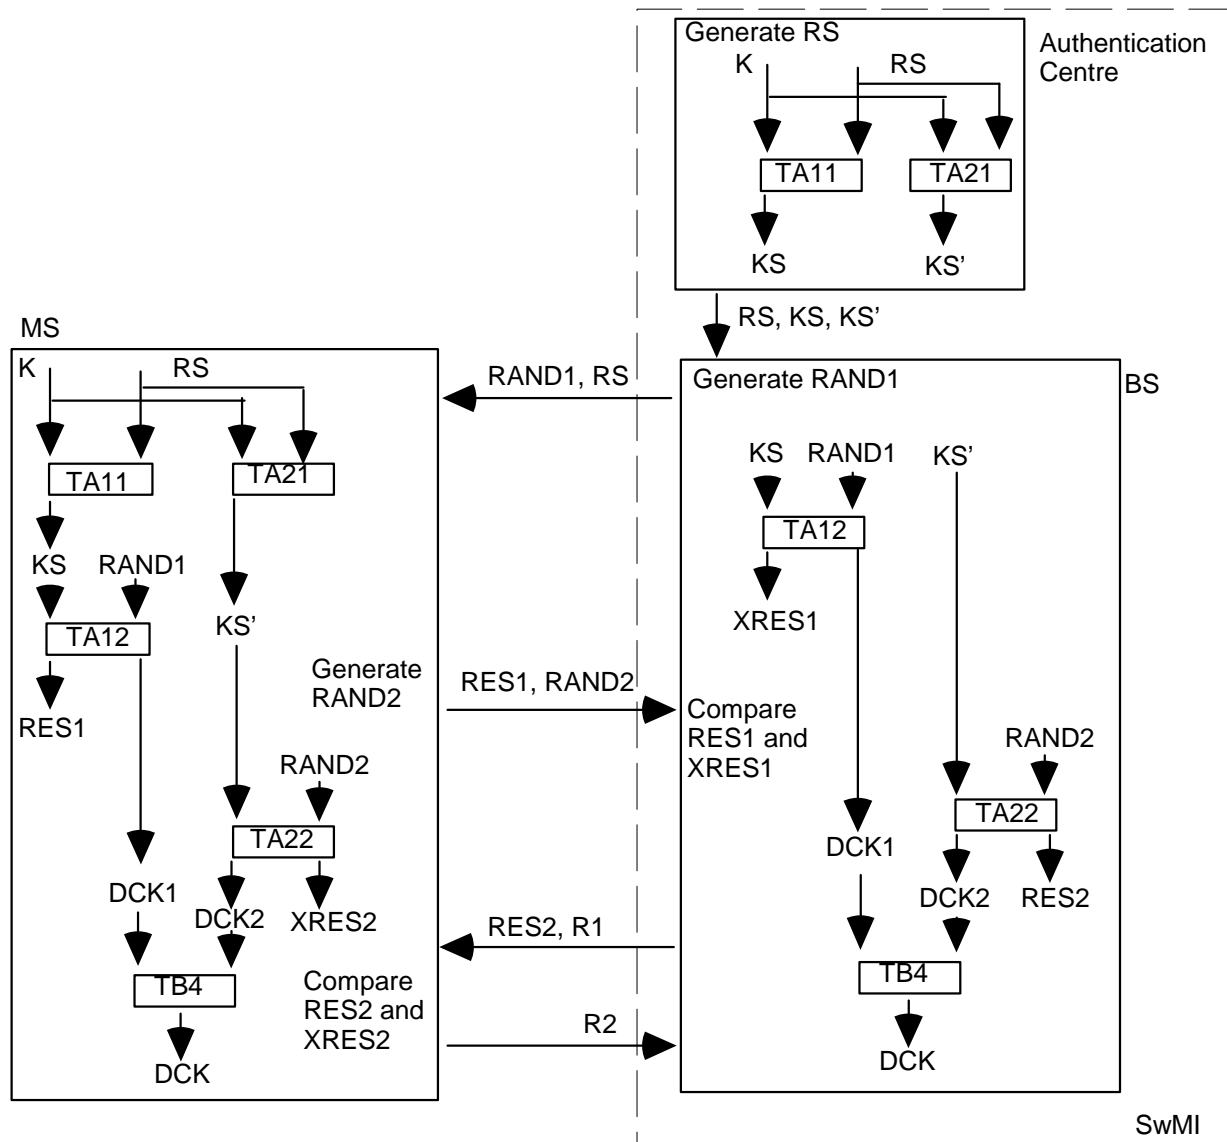 Generate RS
Authentication
Centre
K
RS
TA11
TA21
KS
KS'
RS, KS, KS'
MS
K
RS
TA11
TA21
KS
RAND1
TA12
KS'
RES1
Generate
RAND2
RAND2
TA22
DCK1
DCK2
XRES2
TB4
Compare
RES2 and
XRES2
DCK
RAND1, RS
RES1, RAND2
RES2, R1
R2
Generate RAND1
BS
KS
RAND1
KS'
TA12
XRES1
Compare
RES1 and
XRES1
RAND2
TA22
DCK1
DCK2
RES2
TB4
DCK
SwMI